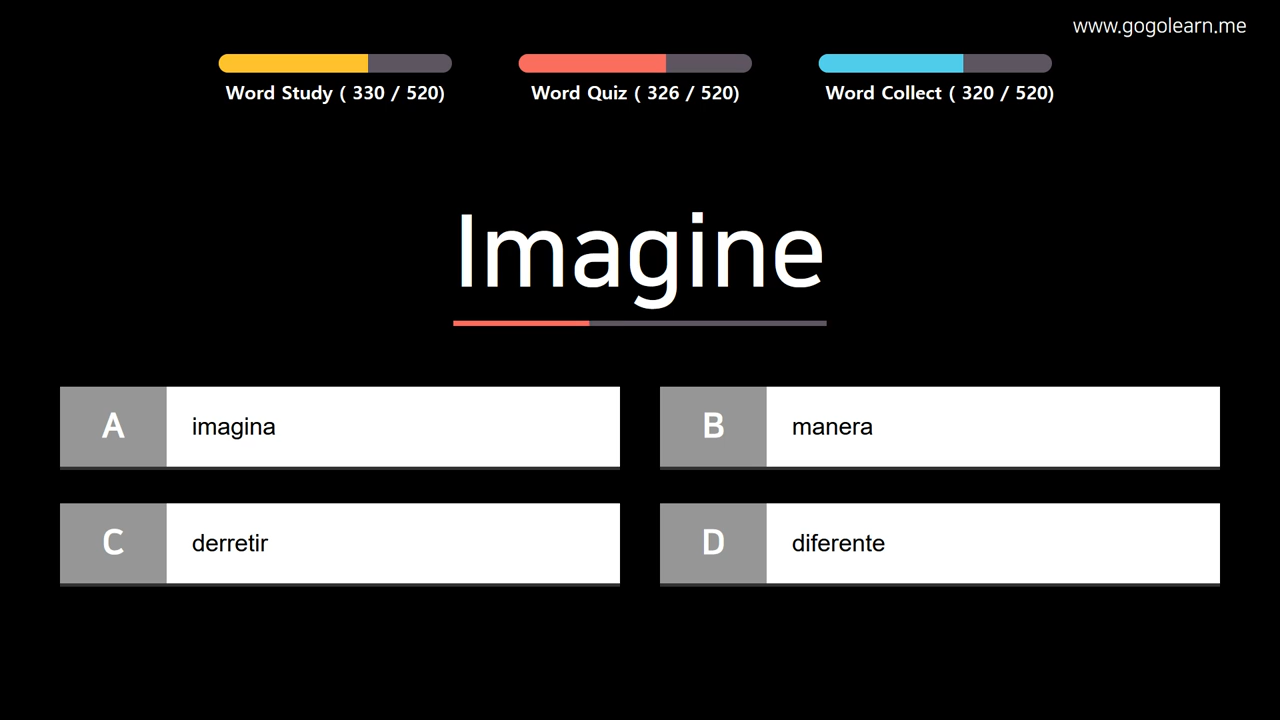 www.gogolearn.me
Word Study ( 330 / 520)
Word Quiz ( 326 / 520)
Word Collect ( 320 / 520)
Imagine
A
imagina
B
manera
C
derretir
D
diferente